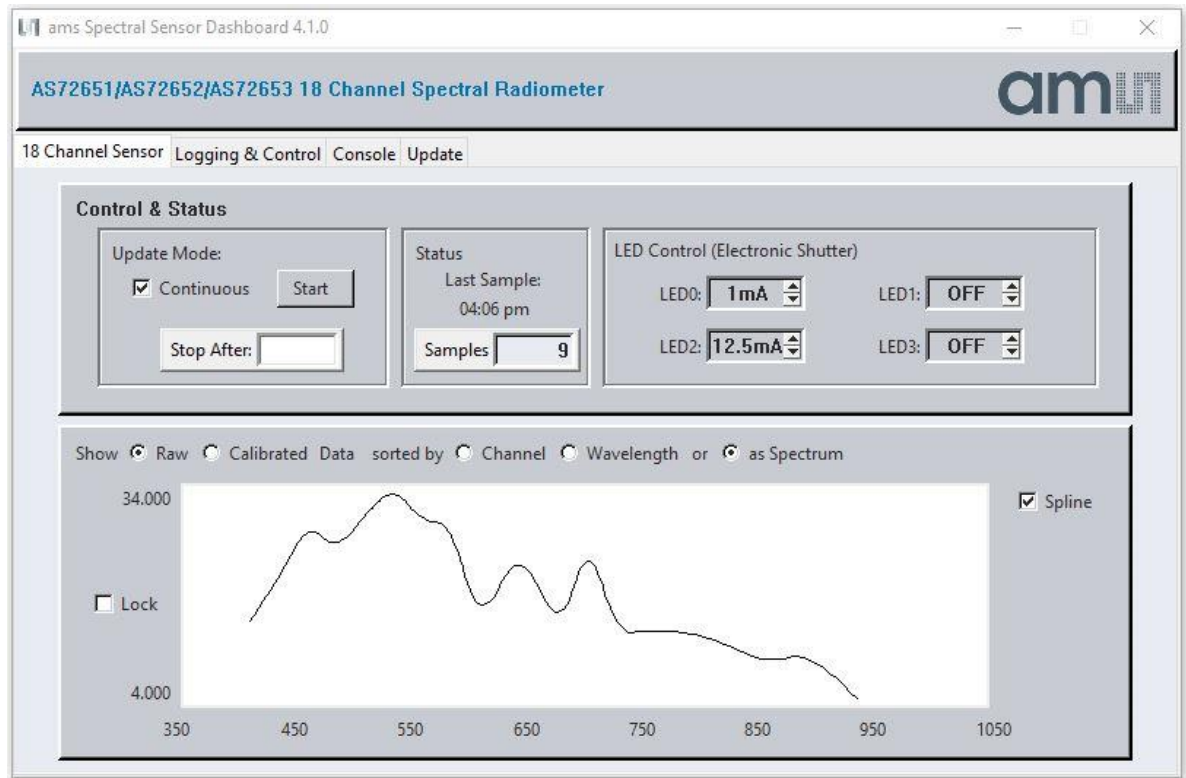 ams Spectral Sensor Dashboard 4.1.0
AS72651/AS72652/AS72653 18 Channel Spectral Radiometer
am
18 Channel Sensor Logging & Control Console Update
Control & Status
Update Mode:
Continuous Start
Stop After:
Status
Last Sample:
04:06 pm
Samples 9
LED Control (Electronic Shutter)
LED0: 1mA LED1: OFF
LED2: 12.5mA LED3: OFF
Show Raw Calibrated Data sorted by Channel Wavelength or as Spectrum
34.000
Spline
Lock
4.000
350 450 550 650 750 850 950 1050